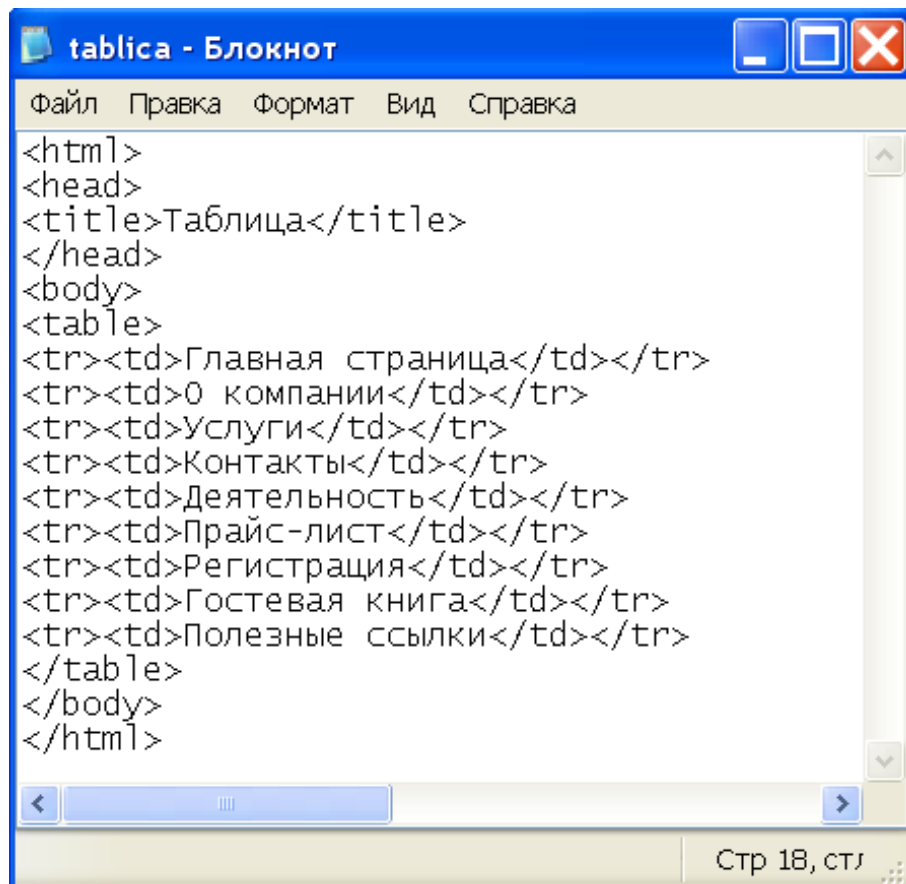 tablica - Блокнот
Файл Правка Формат Вид Справка
<html>
<head>
<title>Таблица</title>
</head>
<body>
<table>
<tr><td>Главная страница</td></tr>
<tr><td>О компании</td></tr>
<tr><td>Услуги</td></tr>
<tr><td>Контакты</td></tr>
<tr><td>Деятельность</td></tr>
<tr><td>Прайс-лист</td></tr>
<tr><td>Регистрация</td></tr>
<tr><td>Гостевая книга</td></tr>
<tr><td>Полезные ссылки</td></tr>
</table>
</body>
</html>
Стр 18,